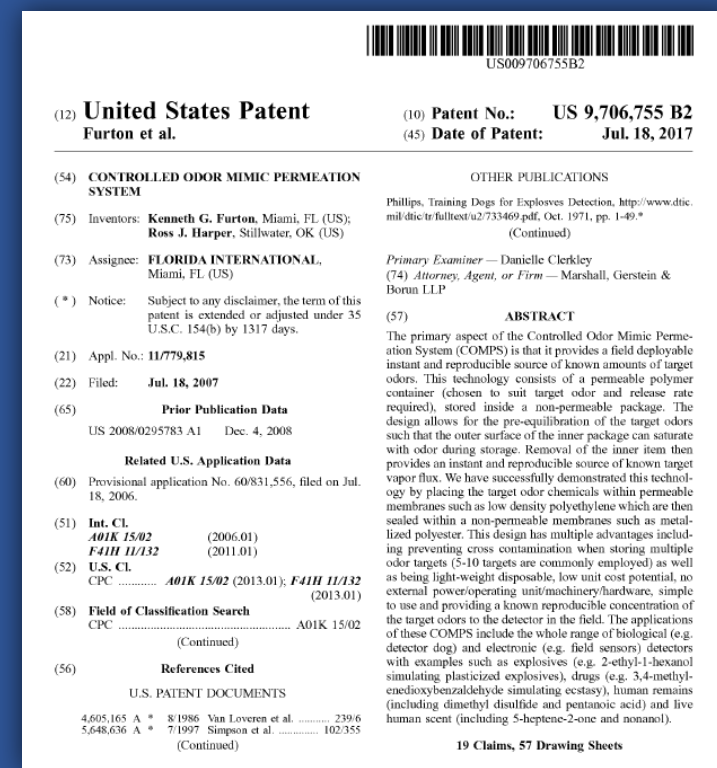 US009706755B2
(12) United States Patent
Furton et al.
(10) Patent No.: US 9,706,755 B2
(45) Date of Patent: Jul. 18, 2017
(54) CONTROLLED ODOR MIMIC PERMEATION
SYSTEM
(75) Inventors: Kenneth G. Furton, Miami, FL (US);
Ross J. Harper, Stillwater, OK (US)
(73) Assignee: FLORIDA INTERNATIONAL,
Miami, FL (US)
( * ) Notice: Subject to any disclaimer, the term of this
patent is extended or adjusted under 35
U.S.C. 154(b) by 1317 days.
(21) Appl. No.: 11/779,815
(22) Filed: Jul. 18, 2007
(65) Prior Publication Data
US 2008/0295783 A1 Dec. 4, 2008
Related U.S. Application Data
(60) Provisional application No. 60/831,556, filed on Jul.
18, 2006.
(51) Int. Cl.
A01K 15/02 (2006.01)
F41H 11/132 (2011.01)
(52) U.S. Cl.
CPC ............ A01K 15/02 (2013.01); F41H 11/132
(2013.01)
(58) Field of Classification Search
CPC .................................................... A01K 15/02
(Continued)
(56) References Cited
U.S. PATENT DOCUMENTS
4,605,165 A * 8/1986 Van Loveren et al. ........... 239/6
5,648,636 A * 7/1997 Simpson et al. .............. 102/355
(Continued)
OTHER PUBLICATIONS
Phillips, Training Dogs for Explosves Detection, http://www.dtic.
mil/dtic/tr/fulltext/u2/733469.pdf, Oct. 1971, pp. 1-49.*
(Continued)
Primary Examiner — Danielle Clerkley
(74) Attorney, Agent, or Firm — Marshall, Gerstein &
Borun LLP
(57) ABSTRACT
The primary aspect of the Controlled Odor Mimic Perme-
ation System (COMPS) is that it provides a field deployable
instant and reproducible source of known amounts of target
odors. This technology consists of a permeable polymer
container (chosen to suit target odor and release rate
required), stored inside a non-permeable package. The
design allows for the pre-equilibration of the target odors
such that the outer surface of the inner package can saturate
with odor during storage. Removal of the inner item then
provides an instant and reproducible source of known target
vapor flux. We have successfully demonstrated this technol-
ogy by placing the target odor chemicals within permeable
membranes such as low density polyethylene which are then
sealed within a non-permeable membranes such as metal-
lized polyester. This design has multiple advantages includ-
ing preventing cross contamination when storing multiple
odor targets (5-10 targets are commonly employed) as well
as being light-weight disposable, low unit cost potential, no
external power/operating unit/machinery/hardware, simple
to use and providing a known reproducible concentration of
the target odors to the detector in the field. The applications
of these COMPS include the whole range of biological (e.g.
detector dog) and electronic (e.g. field sensors) detectors
with examples such as explosives (e.g. 2-ethyl-1-hexanol
simulating plasticized explosives), drugs (e.g. 3,4-methyl-
enedioxybenzaldehyde simulating ecstasy), human remains
(including dimethyl disulfide and pentanoic acid) and live
human scent (including 5-heptene-2-one and nonanol).
19 Claims, 57 Drawing Sheets